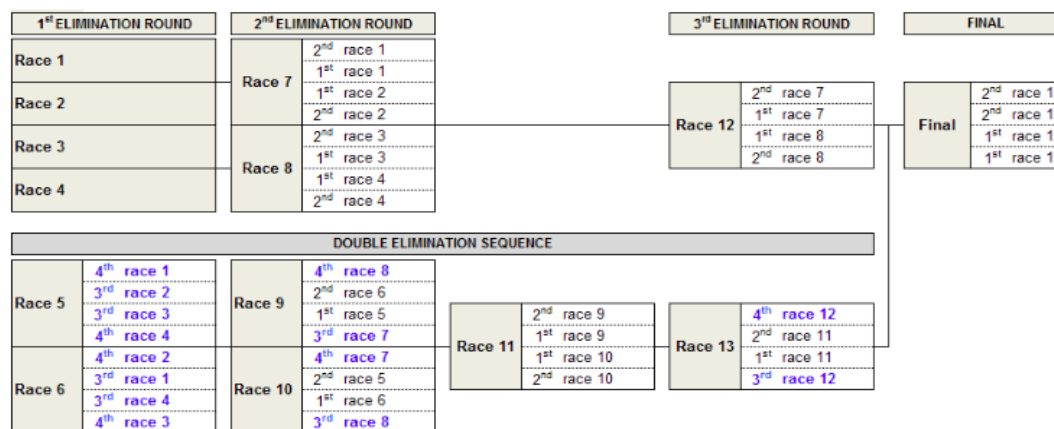 1st ELIMINATION ROUND
2nd ELIMINATION ROUND
3rd ELIMINATION ROUND
FINAL
Race 1
Race 2
Race 3
Race 4
Race 7
2nd race 1
1st race 1
1st race 2
2nd race 2
Race 8
2nd race 3
1st race 3
1st race 4
2nd race 4
Race 12
2nd race 7
1st race 7
1st race 8
2nd race 8
Final
2nd race 1
2nd race 1
1st race 1
1st race 1
DOUBLE ELIMINATION SEQUENCE
Race 5
4th race 1
3rd race 2
3rd race 3
4th race 4
Race 6
4th race 2
3rd race 1
3rd race 4
4th race 3
Race 9
4th race 8
2nd race 6
1st race 5
3rd race 7
Race 10
4th race 7
2nd race 5
1st race 6
3rd race 8
Race 11
2nd race 9
1st race 9
1st race 10
2nd race 10
Race 13
4th race 12
2nd race 11
1st race 11
3rd race 12